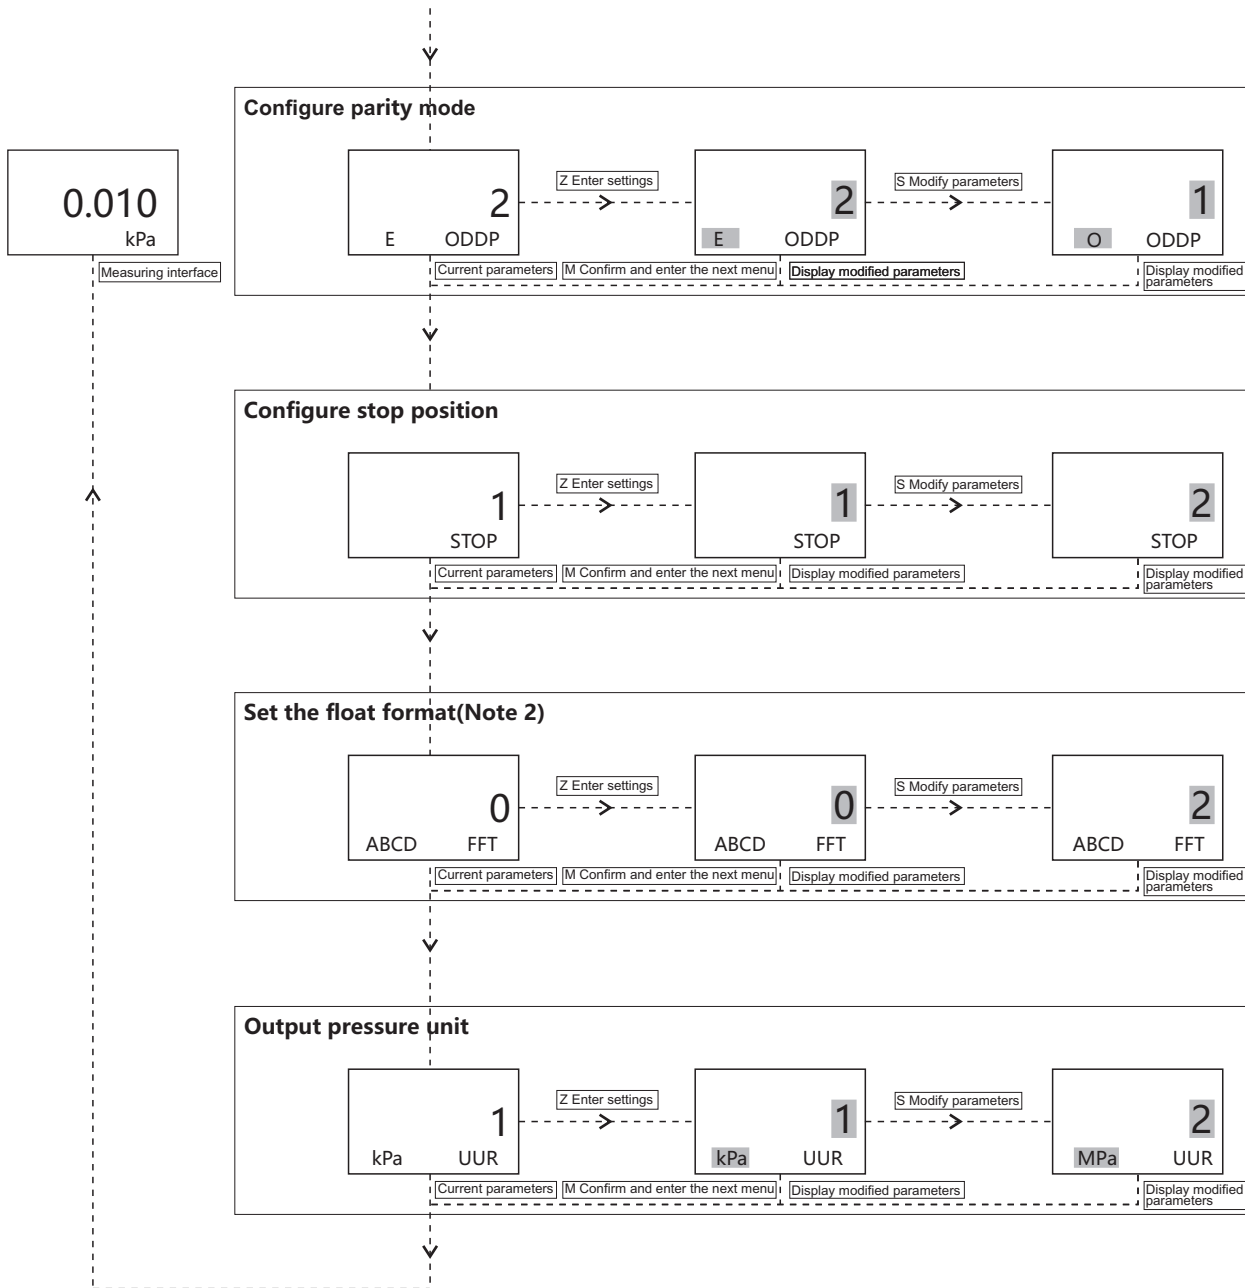 Configure parity mode
0.010
kPa
Measuring interface
2
E ODDP
Z Enter settings
2
E ODDP
S Modify parameters
1
O ODDP
Current parameters
M Confirm and enter the next menu
Display modified parameters
Display modified
parameters
Configure stop position
1
STOP
Z Enter settings
1
STOP
S Modify parameters
2
STOP
Current parameters
M Confirm and enter the next menu
Display modified parameters
Display modified
parameters
Set the float format(Note 2)
0
ABCD FFT
Z Enter settings
0
ABCD FFT
S Modify parameters
2
ABCD FFT
Current parameters
M Confirm and enter the next menu
Display modified parameters
Display modified
parameters
Output pressure unit
1
kPa UUR
Z Enter settings
1
kPa UUR
S Modify parameters
2
MPa UUR
Current parameters
M Confirm and enter the next menu
Display modified parameters
Display modified
parameters